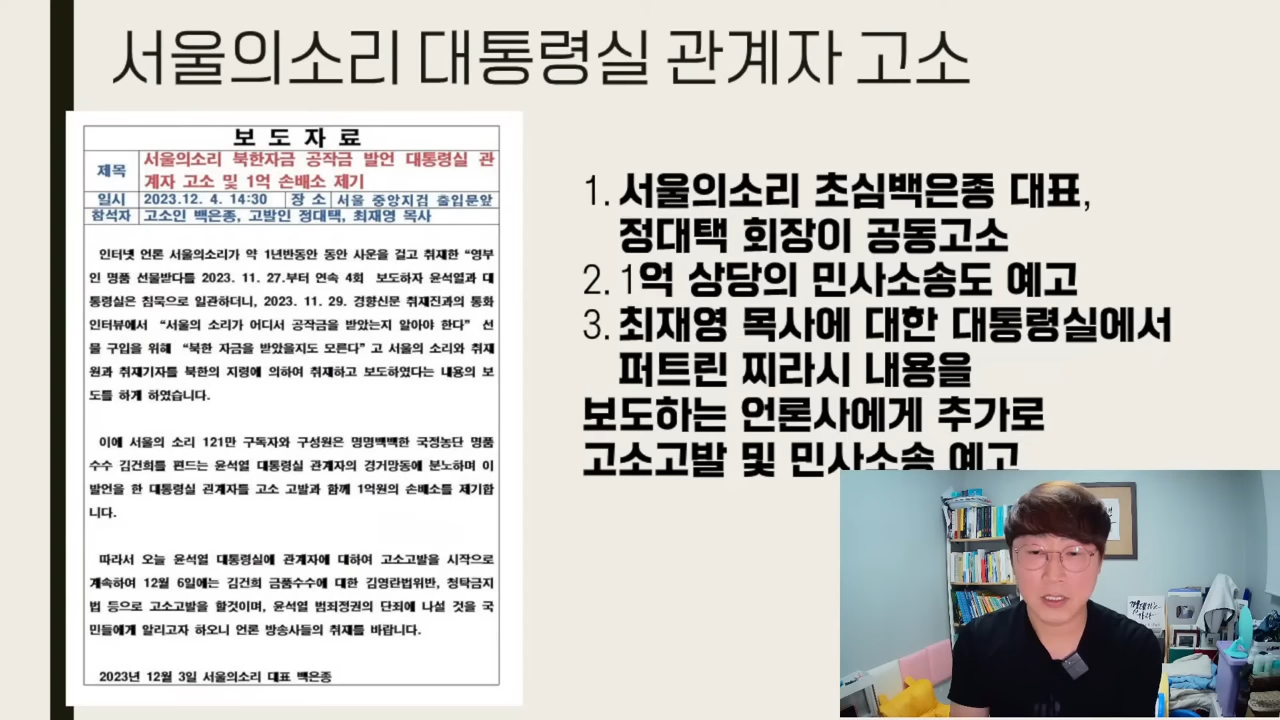 서울의소리 대통령실 관계자 고소
보 도 자 료
제목
서울의소리 북한자금 공작금 발언 대통령실 관
계자 고소 및 1억 손배소 제기
일시 2023.12. 4. 14:30 장 소 서울 중앙지검 출입문앞
참석자 고소인 백은종, 고발인 정대택, 최재영 목사
인터넷 언론 서울의소리가 약 1년반동안 동안 사운을 걸고 취재한 “영부
인 명품 선물받다를 2023. 11. 27.부터 연속 4회 보도하자 윤석열과 대
통령실은 침묵으로 일관하더니, 2023. 11. 29. 경향신문 취재진과의 통화
인터뷰에서 “서울의 소리가 어디서 공작금을 받았는지 알아야 한다” 선
물 구입을 위해 “북한 자금을 받았을지도 모른다”고 서울의 소리와 취재
원과 취재기자를 북한의 지령에 의하여 취재하고 보도하였다는 내용의 보
도를 하게 하였습니다.
이에 서울의 소리 121만 구독자와 구성원은 명명백백한 국정농단 명품
수수 김건희를 편드는 윤석열 대통령실 관계자의 경거망동에 분노하며 이
발언을 한 대통령실 관계자를 고소 고발과 함께 1억원의 손배소를 제기합
니다.
따라서 오늘 윤석열 대통령실에 관계자에 대하여 고소고발을 시작으로
계속하여 12월 6일에는 김건희 금품수수에 대한 김영란법위반, 청탁금지
법 등으로 고소고발을 할것이며, 윤석열 범죄정권의 단죄에 나설 것을 국
민들에게 알리고자 하오니 언론 방송사들의 취재를 바랍니다.
2023년 12월 3일 서울의소리 대표 백은종
1. 서울의소리 초심백은종 대표,
정대택 회장이 공동고소
2. 1억 상당의 민사소송도 예고
3. 최재영 목사에 대한 대통령실에서
퍼트린 찌라시 내용을
보도하는 언론사에게 추가로
고소고발 및 민사소송 예고